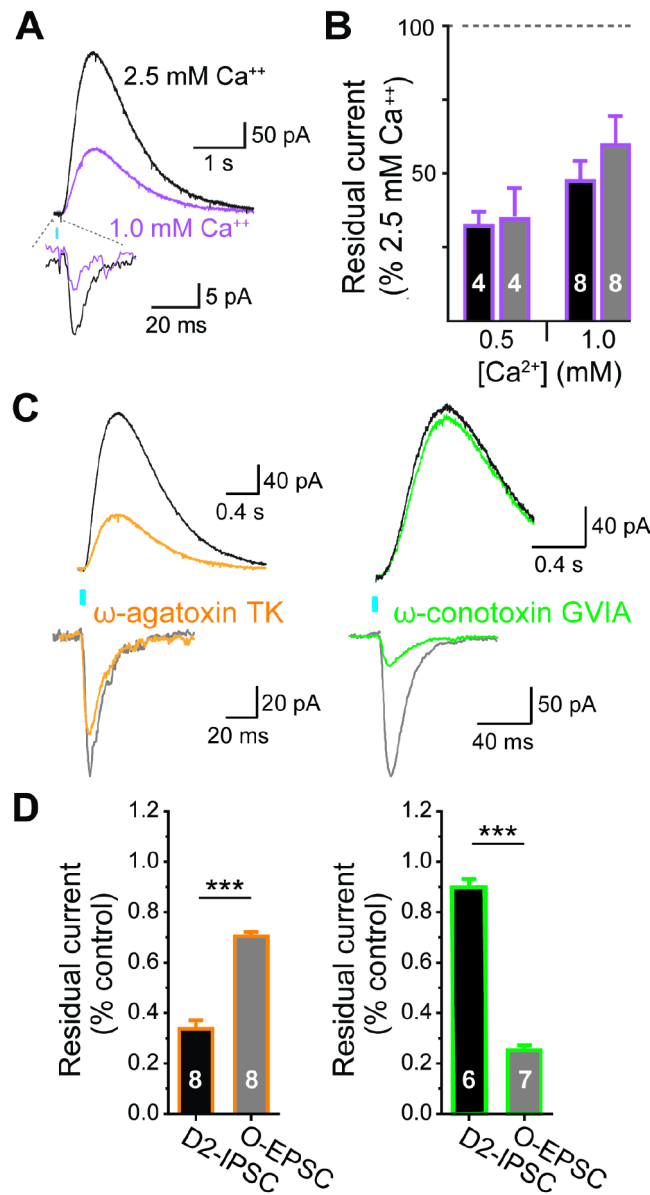 A
2.5 mM Ca++
50 pA
1 s
1.0 mM Ca++
5 pA
20 ms
B
Residual current
(% 2.5 mM Ca++)
100
50
4
4
8
8
0.5
1.0
[Ca2+] (mM)
C
40 pA
0.4 s
40 pA
0.4 s
ω-agatoxin TK
ω-conotoxin GVIA
20 pA
20 ms
50 pA
40 ms
D
Residual current
(% control)
1.2
1.0
0.8
0.6
0.4
0.2
0.0
***
8
8
D2-IPSC
O-EPSC
Residual current
(% control)
1.2
1.0
0.8
0.6
0.4
0.2
0.0
***
6
7
D2-IPSC
O-EPSC